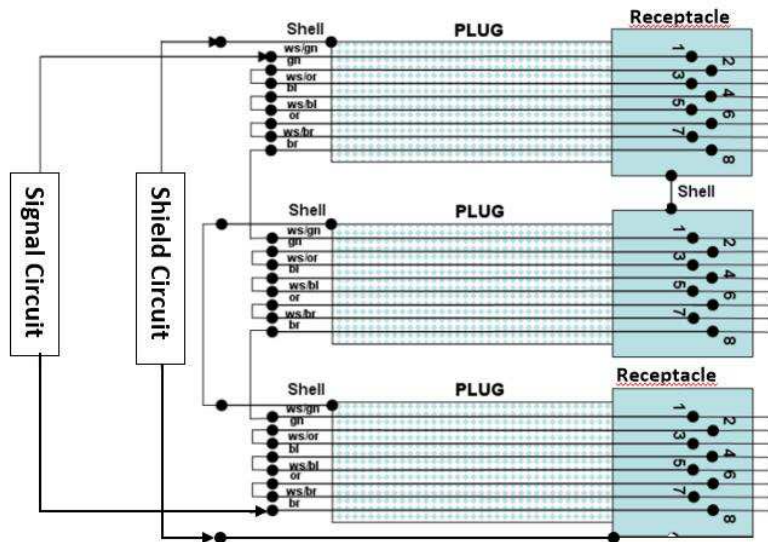 Receptacle
Shell PLUG
ws/gn
gn
ws/or
bl
ws/bl
or
ws/br
br
1
2
3
4
5
6
7
8
Shell
Signal Circuit
Shield Circuit
Shell PLUG
ws/gn
gn
ws/or
bl
ws/bl
or
ws/br
br
1
2
3
4
5
6
7
8
Receptacle
Shell PLUG
ws/gn
gn
ws/or
bl
ws/bl
or
ws/br
br
1
2
3
4
5
6
7
8